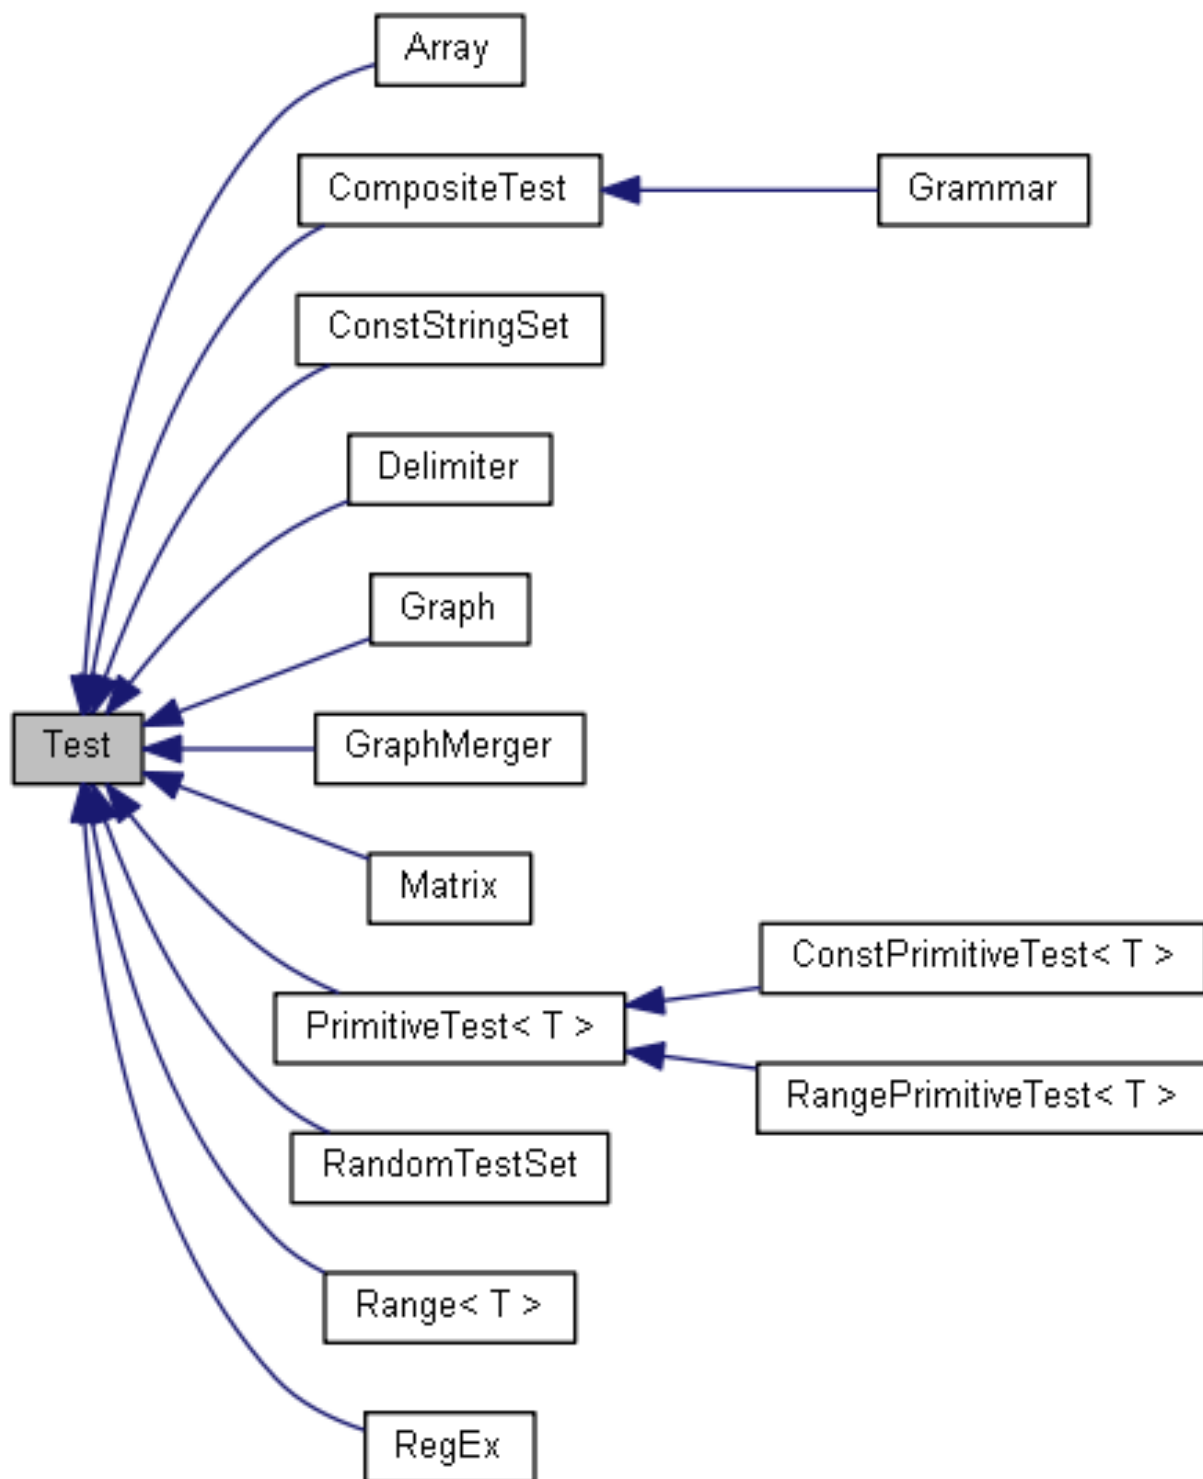 Array
CompositeTest
Grammar
ConstStringSet
Delimiter
Graph
Test
GraphMerger
Matrix
ConstPrimitiveTest< T >
PrimitiveTest< T >
RangePrimitiveTest< T >
RandomTestSet
Range< T >
RegEx